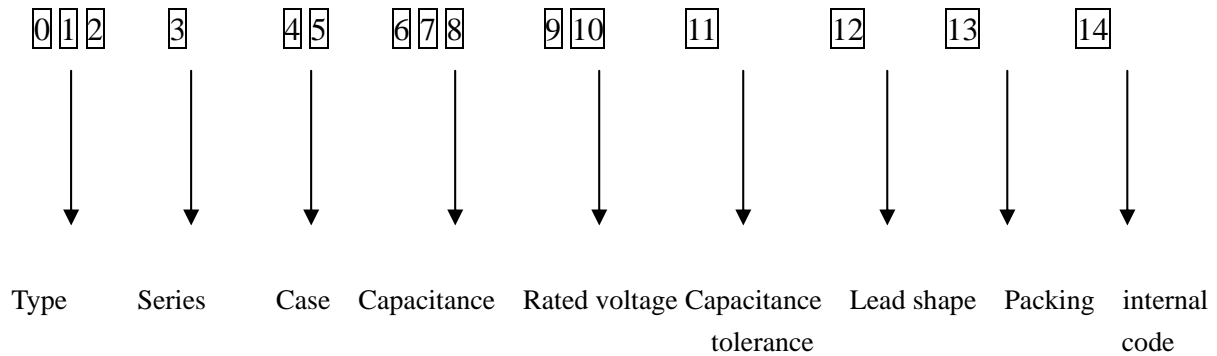 0 1 2 3 4 5 6 7 8 9 10 11 12 13 14
Type Series Case Capacitance Rated voltage Capacitance Lead shape Packing internal
tolerance code